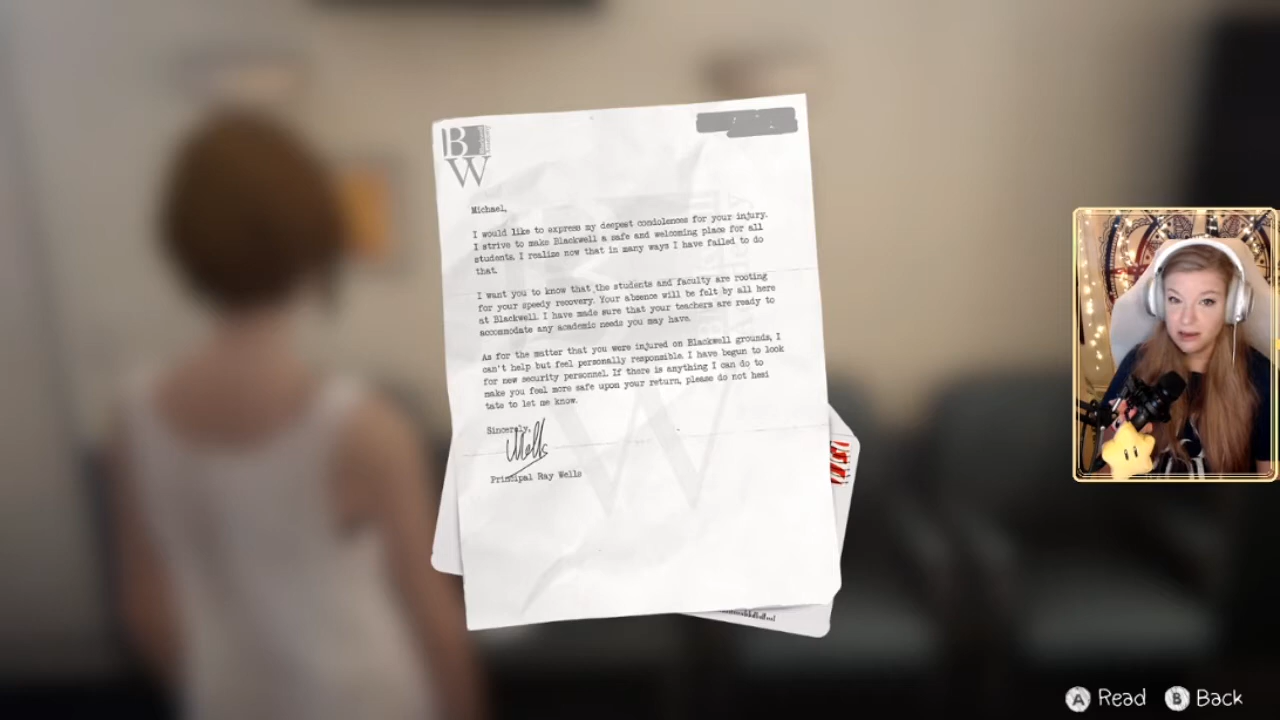 B
W
Michael,
I would like to express my deepest condolences for your injury.
I strive to make Blackwell a safe and welcoming place for all
students. I realize now that in many ways I have failed to do
that.
I want you to know that the students and faculty are rooting
for your speedy recovery. Your absence will be felt by all here
at Blackwell. I have made sure that your teachers are ready to
accommodate any academic needs you may have.
As for the matter that you were injured on Blackwell grounds, I
can't help but feel personally responsible. I have begun to look
for new security personnel. If there is anything I can do to
make you feel more safe upon your return, please do not hesi
tate to let me know.
Sincerely,
Wells
Principal Ray Wells
A Read B Back